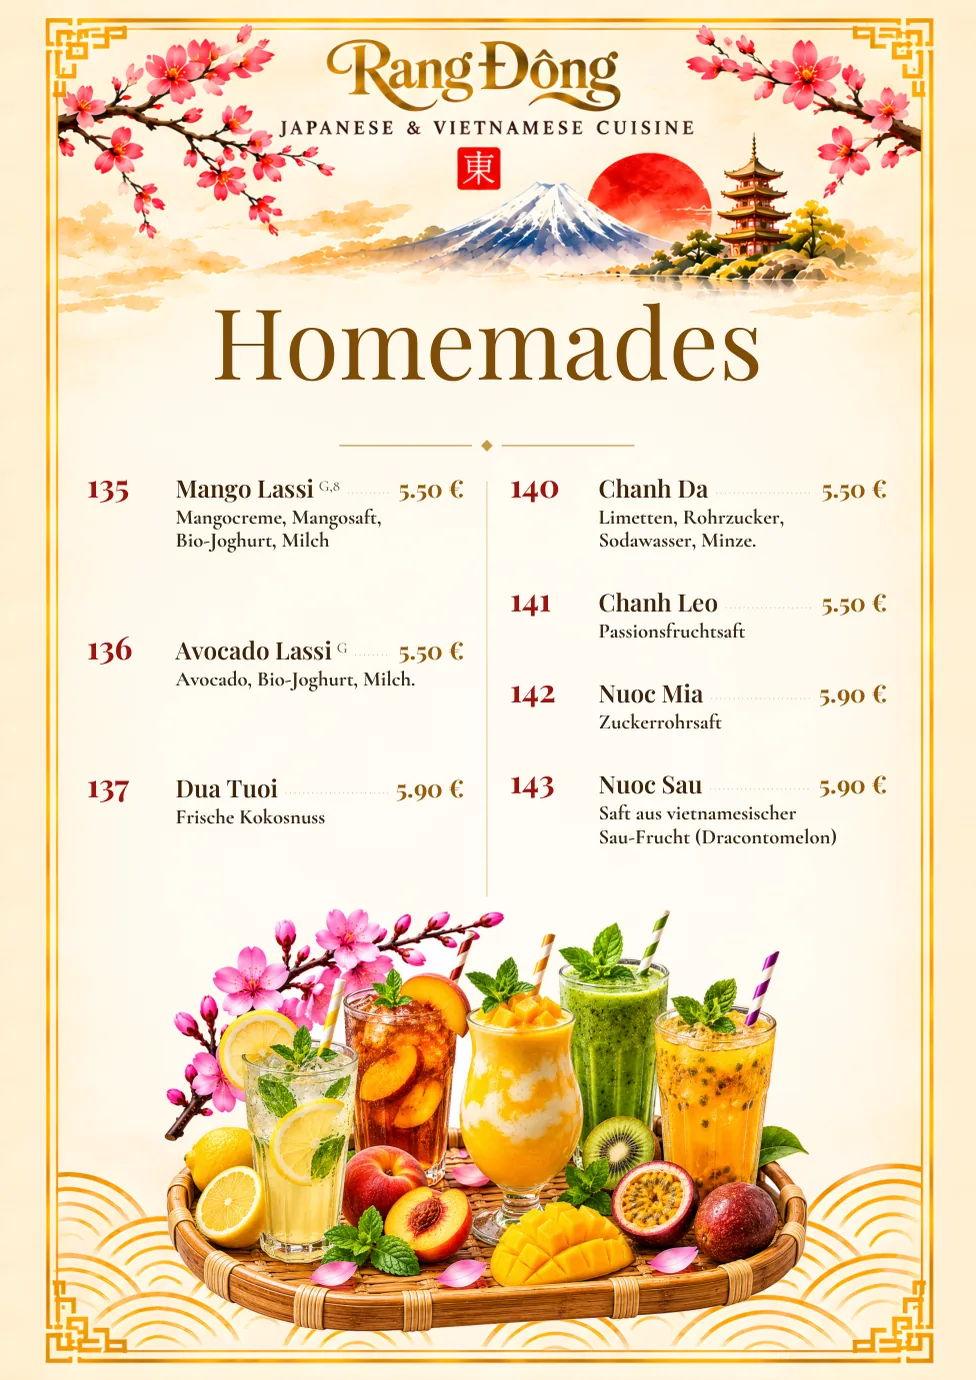 Rang Đông
JAPANESE & VIETNAMESE CUISINE
東
Homemades
135 Mango Lassi G,8 5.50 €
Mangocreme, Mangosaft,
Bio-Joghurt, Milch
136 Avocado Lassi G 5.50 €
Avocado, Bio-Joghurt, Milch.
137 Dua Tuoi 5.90 €
Frische Kokosnuss
140 Chanh Da 5.50 €
Limetten, Rohrzucker,
Sodawasser, Minze.
141 Chanh Leo 5.50 €
Passionsfruchtsaft
142 Nuoc Mia 5.90 €
Zuckerrohrsaft
143 Nuoc Sau 5.90 €
Saft aus vietnamesischer
Sau-Frucht (Dracontomelon)